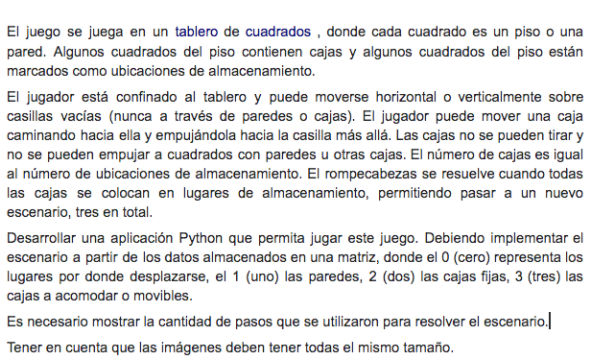 El juego se juega en un tablero de cuadrados , donde cada cuadrado es un piso o una
pared. Algunos cuadrados del piso contienen cajas y algunos cuadrados del piso están
marcados como ubicaciones de almacenamiento.
El jugador está confinado al tablero y puede moverse horizontal o verticalmente sobre
casillas vacías (nunca a través de paredes o cajas). El jugador puede mover una caja
caminando hacia ella y empujándola hacia la casilla más allá. Las cajas no se pueden tirar y
no se pueden empujar a cuadrados con paredes u otras cajas. El número de cajas es igual
al número de ubicaciones de almacenamiento. El rompecabezas se resuelve cuando todas
las cajas se colocan en lugares de almacenamiento, permitiendo pasar a un nuevo
escenario, tres en total.
Desarrollar una aplicación Python que permita jugar este juego. Debiendo implementar el
escenario a partir de los datos almacenados en una matriz, donde el 0 (cero) representa los
lugares por donde desplazarse, el 1 (uno) las paredes, 2 (dos) las cajas fijas, 3 (tres) las
cajas a acomodar o movibles.
Es necesario mostrar la cantidad de pasos que se utilizaron para resolver el escenario.
Tener en cuenta que las imágenes deben tener todas el mismo tamaño.